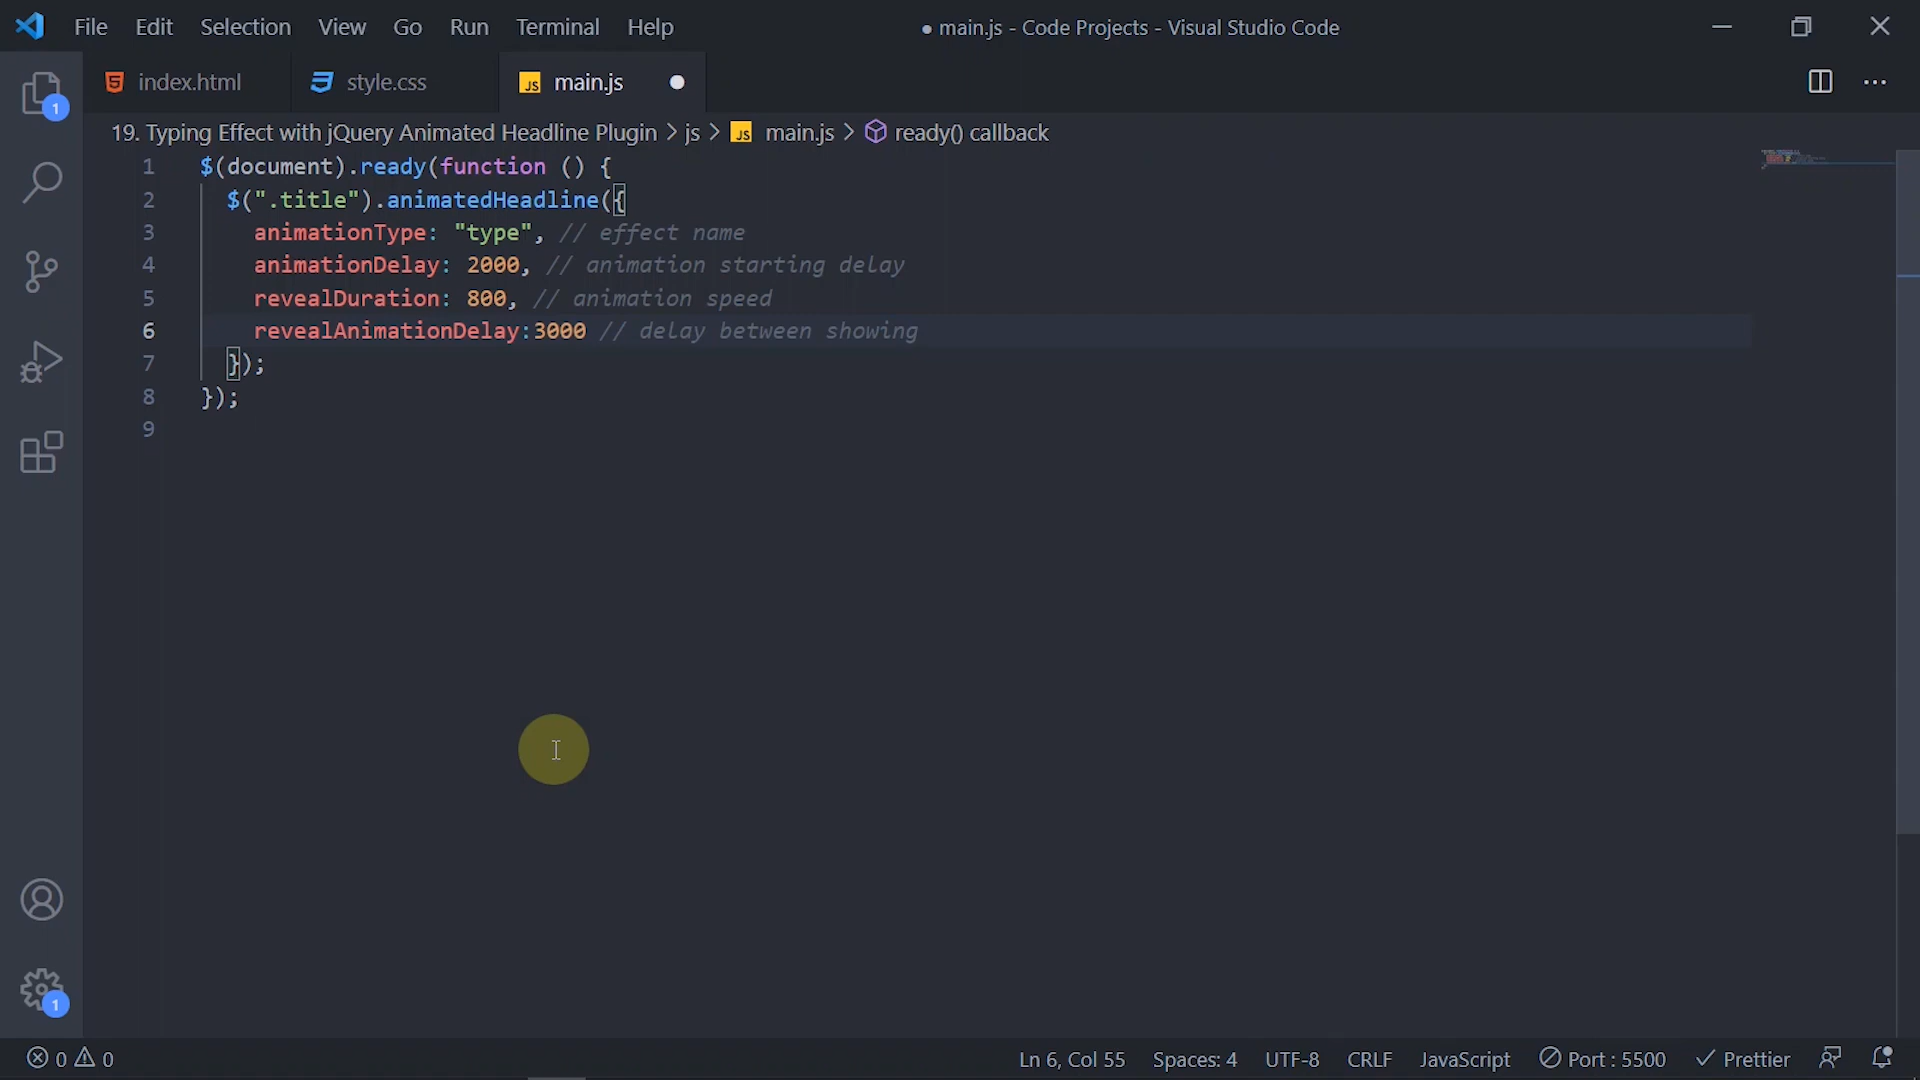 File Edit Selection View Go Run Terminal Help ● main.js - Code Projects - Visual Studio Code
index.html style.css JS main.js ●
1
19. Typing Effect with jQuery Animated Headline Plugin > js > JS main.js > ready() callback
1 $(document).ready(function () {
2 $(".title").animatedHeadline({
3 animationType: "type", // effect name
4 animationDelay: 2000, // animation starting delay
5 revealDuration: 800, // animation speed
6 revealAnimationDelay:3000 // delay between showing
7 });
8 });
9
1
0 0 Ln 6, Col 55 Spaces: 4 UTF-8 CRLF JavaScript Port : 5500 Prettier